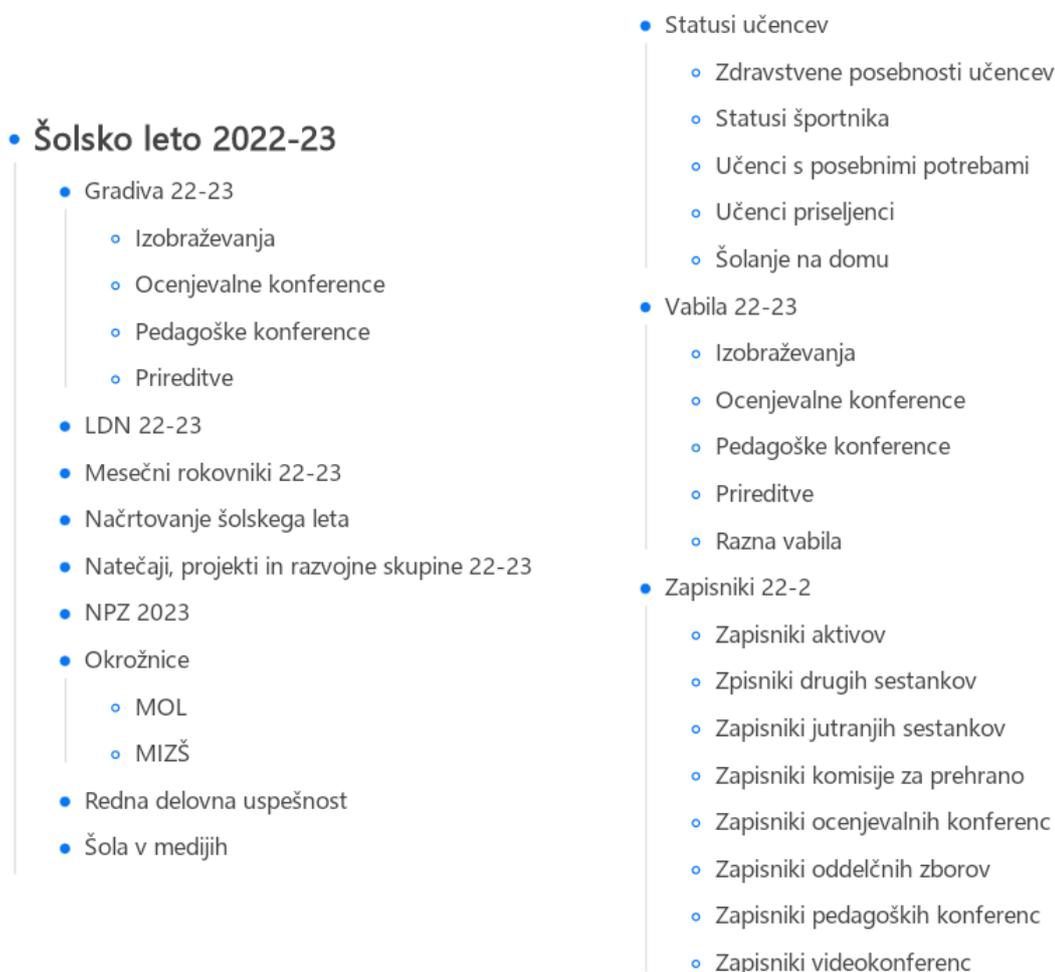 Šolsko leto 2022-23
Gradiva 22-23
Izobraževanja
Ocenjevalne konference
Pedagoške konference
Prireditve
LDN 22-23
Mesečni rokovniki 22-23
Načrtovanje šolskega leta
Natečaji, projekti in razvojne skupine 22-23
NPZ 2023
Okrožnice
MOL
MIZŠ
Redna delovna uspešnost
Šola v medijih
Statusi učencev
Zdravstvene posebnosti učencev
Statusi športnika
Učenci s posebnimi potrebami
Učenci priseljenci
Šolanje na domu
Vabila 22-23
Izobraževanja
Ocenjevalne konference
Pedagoške konference
Prireditve
Razna vabila
Zapisniki 22-2
Zapisniki aktivov
Zpisniki drugih sestankov
Zapisniki jutranjih sestankov
Zapisniki komisije za prehrano
Zapisniki ocenjevalnih konferenc
Zapisniki oddelčnih zborov
Zapisniki pedagoških konferenc
Zapisniki videokonferenc